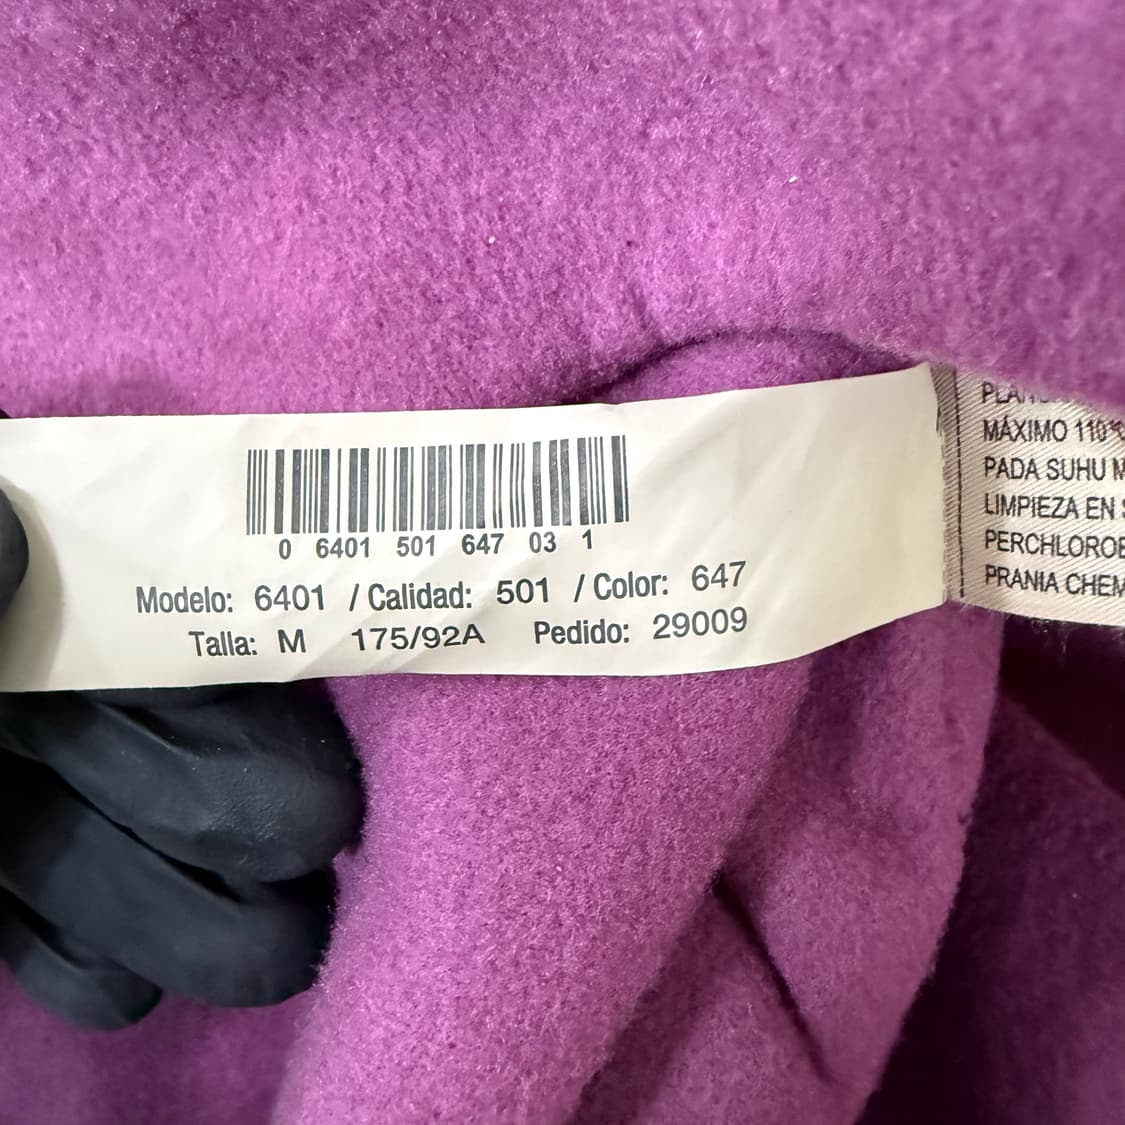 0 6401 501 647 03 1
Modelo: 6401 / Calidad: 501 / Color: 647
Talla: M 175/92A Pedido: 29009
MÁXIMO 110°C
PADA SUHU
LIMPIEZA EN
PRANIA